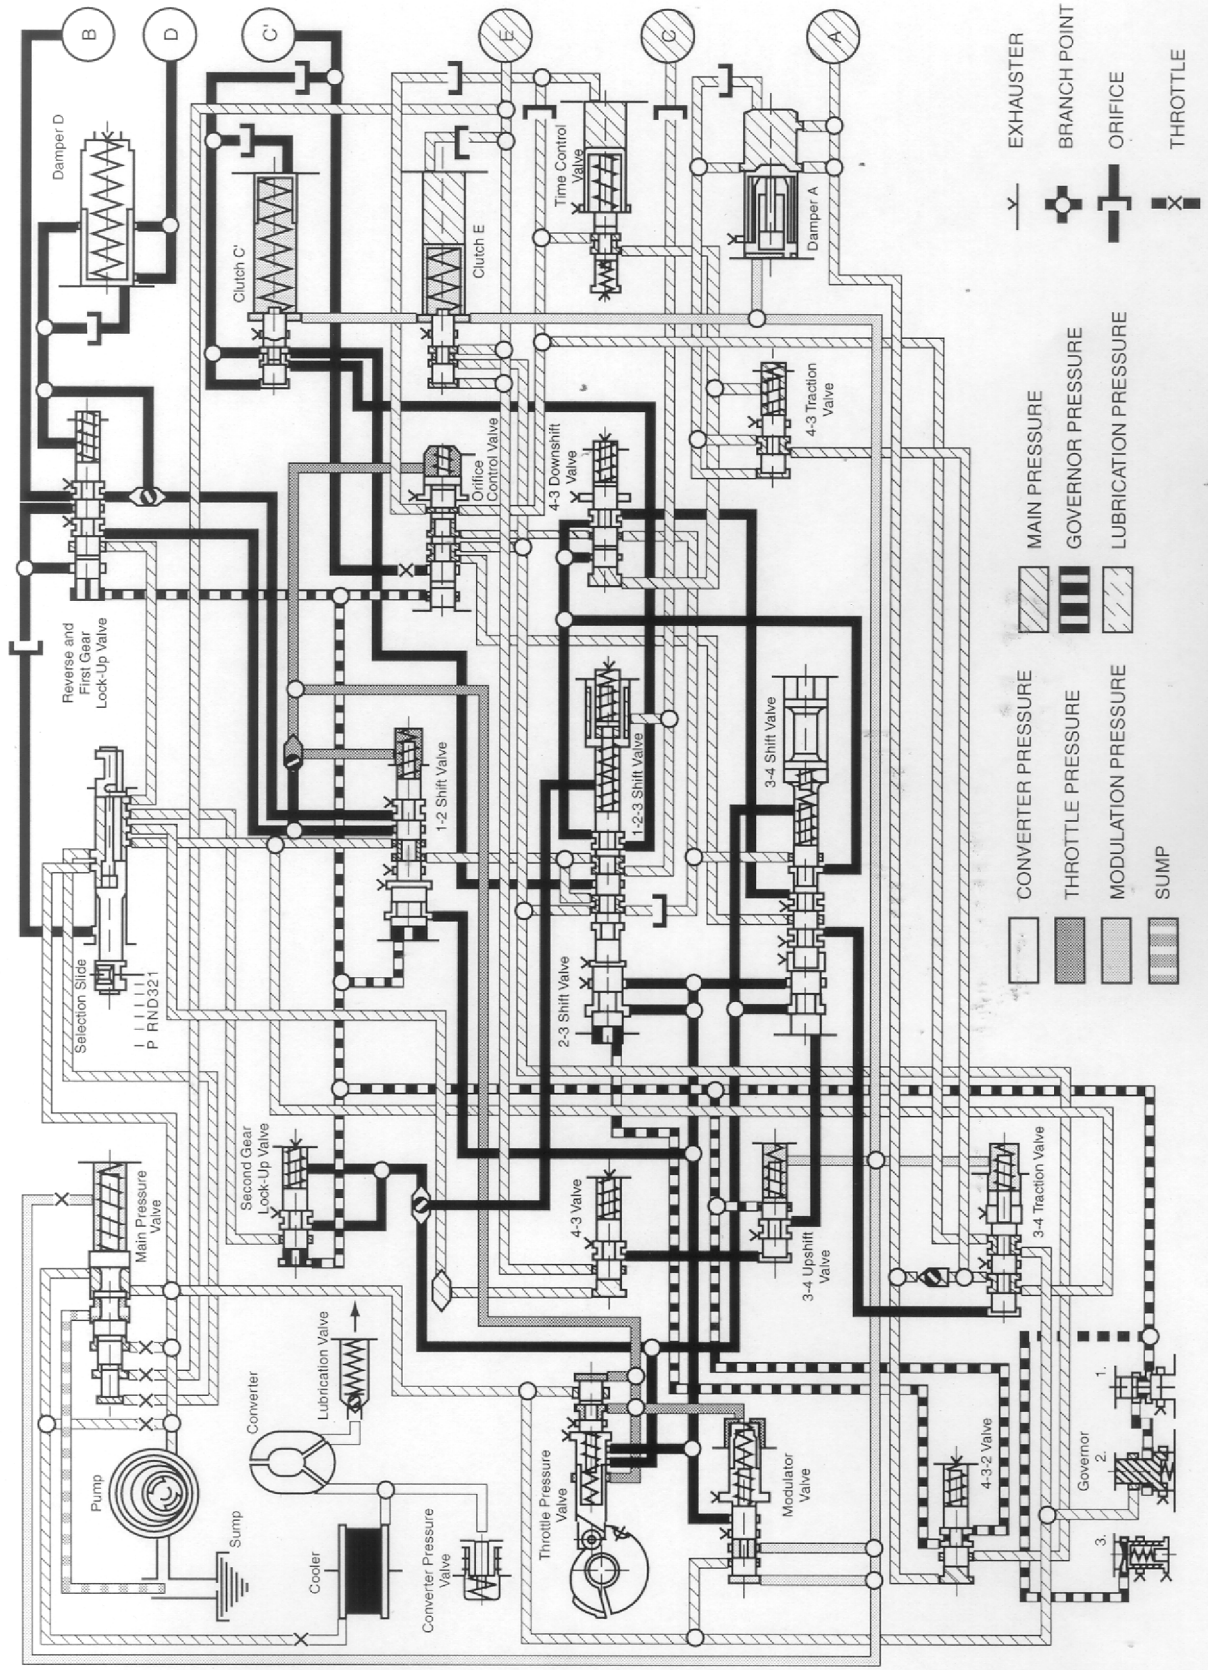 B
D
C'
E
C
A
Damper D
Clutch C'
Clutch E
Time Control
Valve
Damper A
Reverse and
First Gear
Lock-Up Valve
Orifice
Control Valve
4-3 Downshift
Valve
4-3 Traction
Valve
Selection Slide
P RND321
1-2 Shift Valve
1-2-3 Shift Valve
2-3 Shift Valve
3-4 Shift Valve
Main Pressure
Valve
Second Gear
Lock-Up Valve
4-3 Valve
3-4 Upshift
Valve
3-4 Traction Valve
Pump
Sump
Converter
Lubrication Valve
Cooler
Converter Pressure
Valve
Throttle Pressure
Valve
Modulator
Valve
4-3-2 Valve
Governor
1.
2.
3.
CONVERTER PRESSURE
THROTTLE PRESSURE
MODULATION PRESSURE
SUMP
MAIN PRESSURE
GOVERNOR PRESSURE
LUBRICATION PRESSURE
EXHAUSTER
BRANCH POINT
ORIFICE
THROTTLE